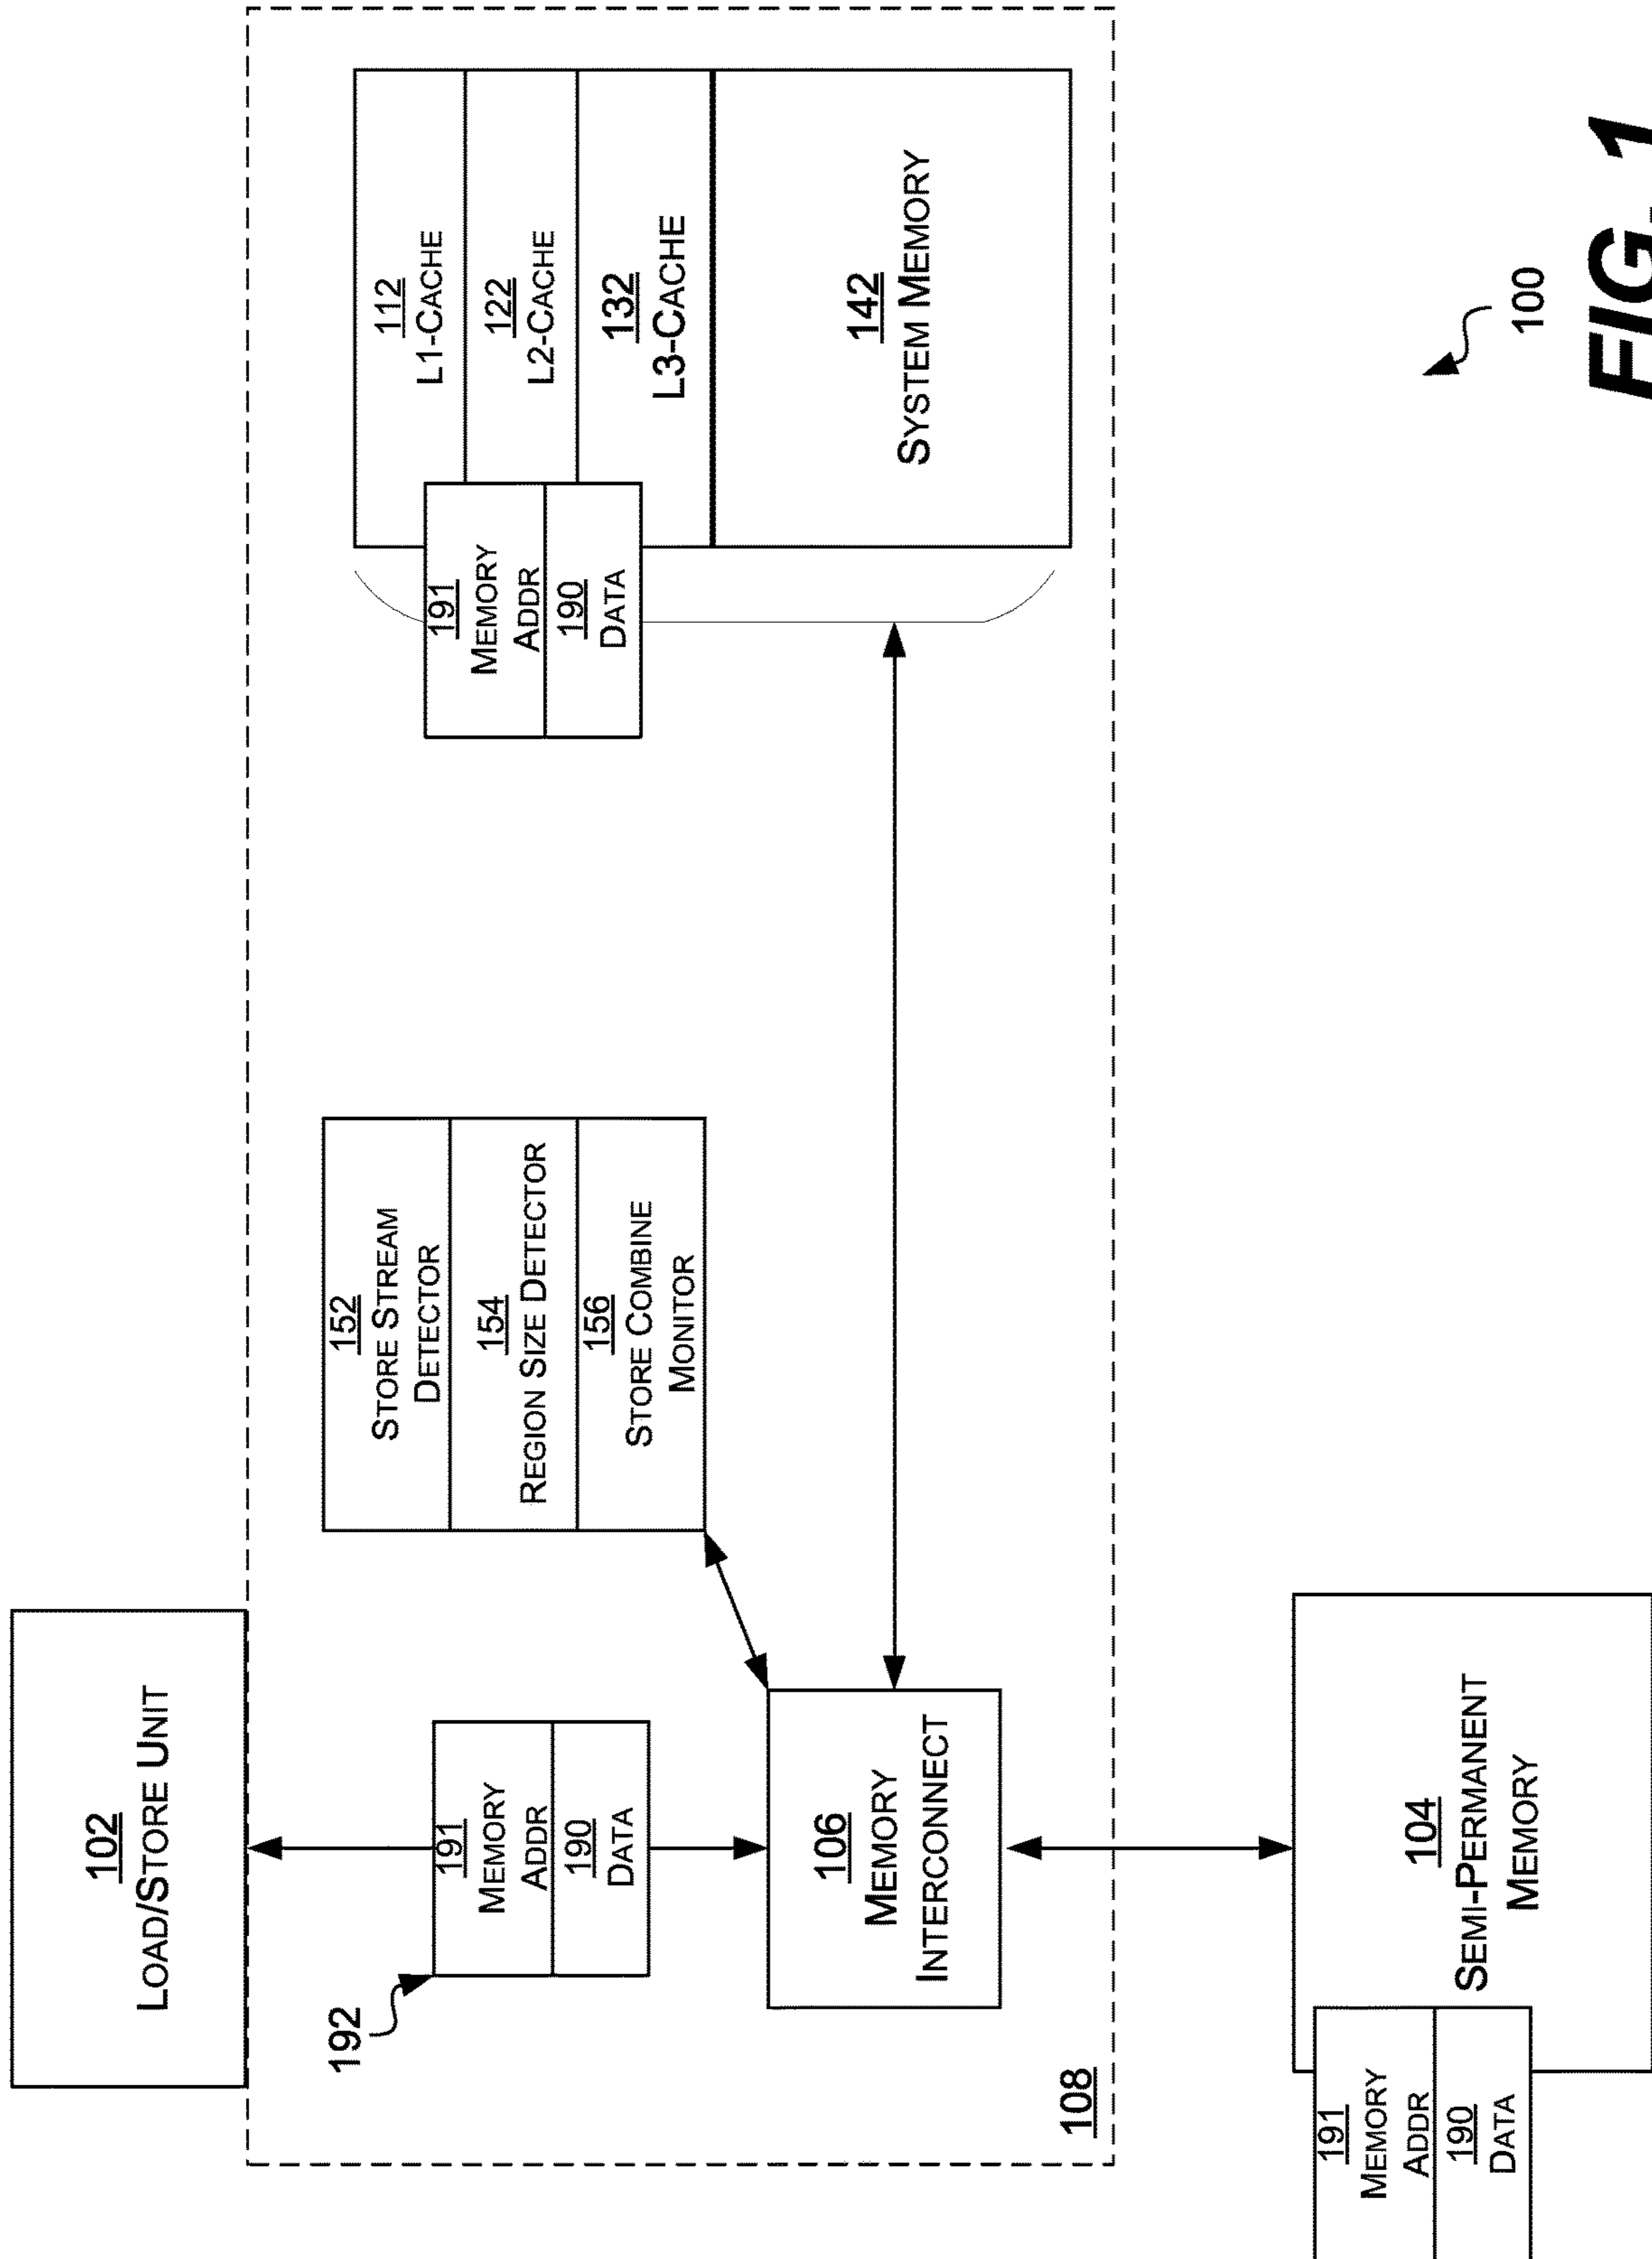 102
LOAD/STORE UNIT
192
191
MEMORY
ADDR
190
DATA
106
MEMORY
INTERCONNECT
108
152
STORE STREAM
DETECTOR
154
REGION SIZE DETECTOR
156
STORE COMBINE
MONITOR
191
MEMORY
ADDR
190
DATA
112
L1-CACHE
122
L2-CACHE
132
L3-CACHE
142
SYSTEM MEMORY
191
MEMORY
ADDR
190
DATA
104
SEMI-PERMANENT
MEMORY
100
FIG. 1